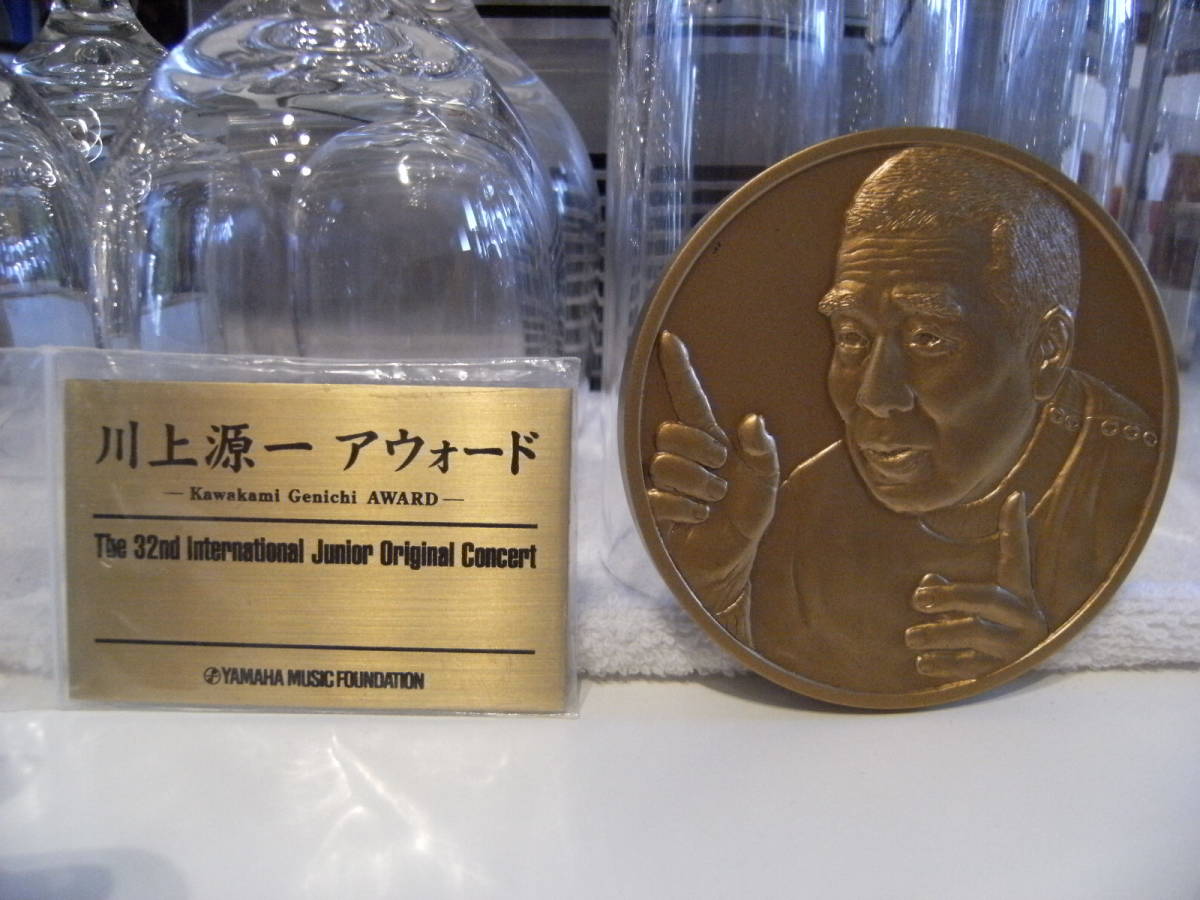 川上源一 アウォード
— Kawakami Genichi AWARD —
The 32nd International Junior Original Concert
YAMAHA MUSIC FOUNDATION